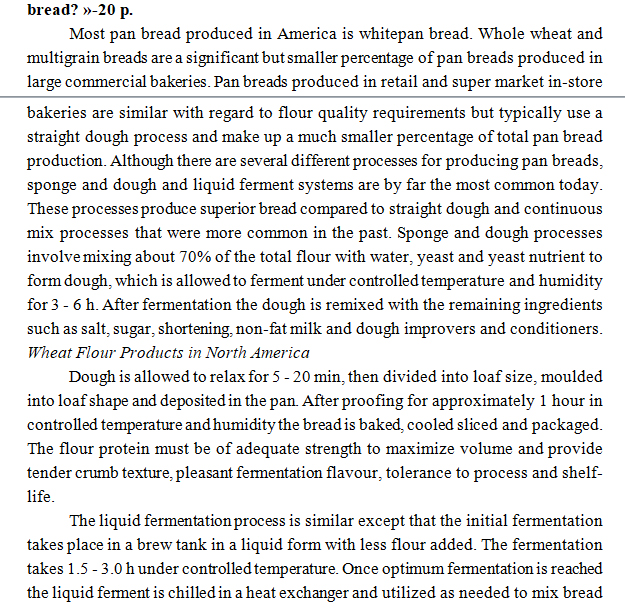 bread? »-20 p.
Most pan bread produced in America is whitepan bread. Whole wheat and
multigrain breads are a significant but smaller percentage of pan breads produced in
large commercial bakeries. Pan breads produced in retail and super market in-store
bakeries are similar with regard to flour quality requirements but typically use a
straight dough process and make up a much smaller percentage of total pan bread
production. Although there are several different processes for producing pan breads,
sponge and dough and liquid ferment systems are by far the most common today.
These processes produce superior bread compared to straight dough and continuous
mix processes that were more common in the past. Sponge and dough processes
involve mixing about 70% of the total flour with water, yeast and yeast nutrient to
form dough, which is allowed to ferment under controlled temperature and humidity
for 3 - 6 h. After fermentation the dough is remixed with the remaining ingredients
such as salt, sugar, shortening, non-fat milk and dough improvers and conditioners.
Wheat Flour Products in North America
Dough is allowed to relax for 5 - 20 min, then divided into loaf size, moulded
into loaf shape and deposited in the pan. After proofing for approximately 1 hour in
controlled temperature and humidity the bread is baked, cooled sliced and packaged.
The flour protein must be of adequate strength to maximize volume and provide
tender crumb texture, pleasant fermentation flavour, tolerance to process and shelf-
life.
The liquid fermentation process is similar except that the initial fermentation
takes place in a brew tank in a liquid form with less flour added. The fermentation
takes 1.5 - 3.0 h under controlled temperature. Once optimum fermentation is reached
the liquid ferment is chilled in a heat exchanger and utilized as needed to mix bread